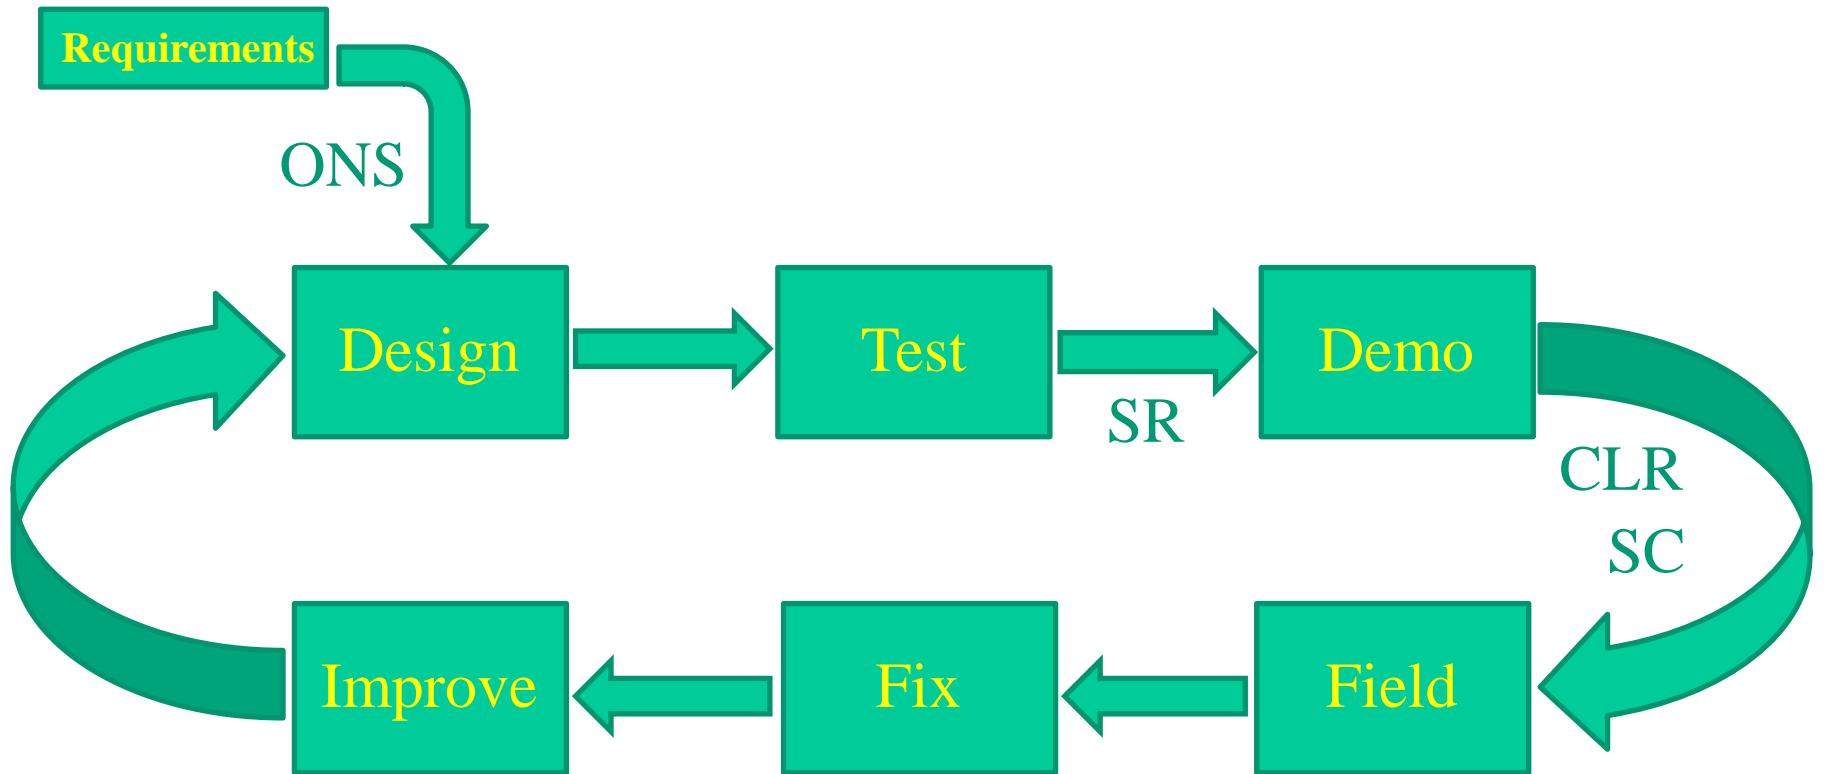 Requirements
ONS
Design
Test
Demo
SR
CLR
SC
Improve
Fix
Field